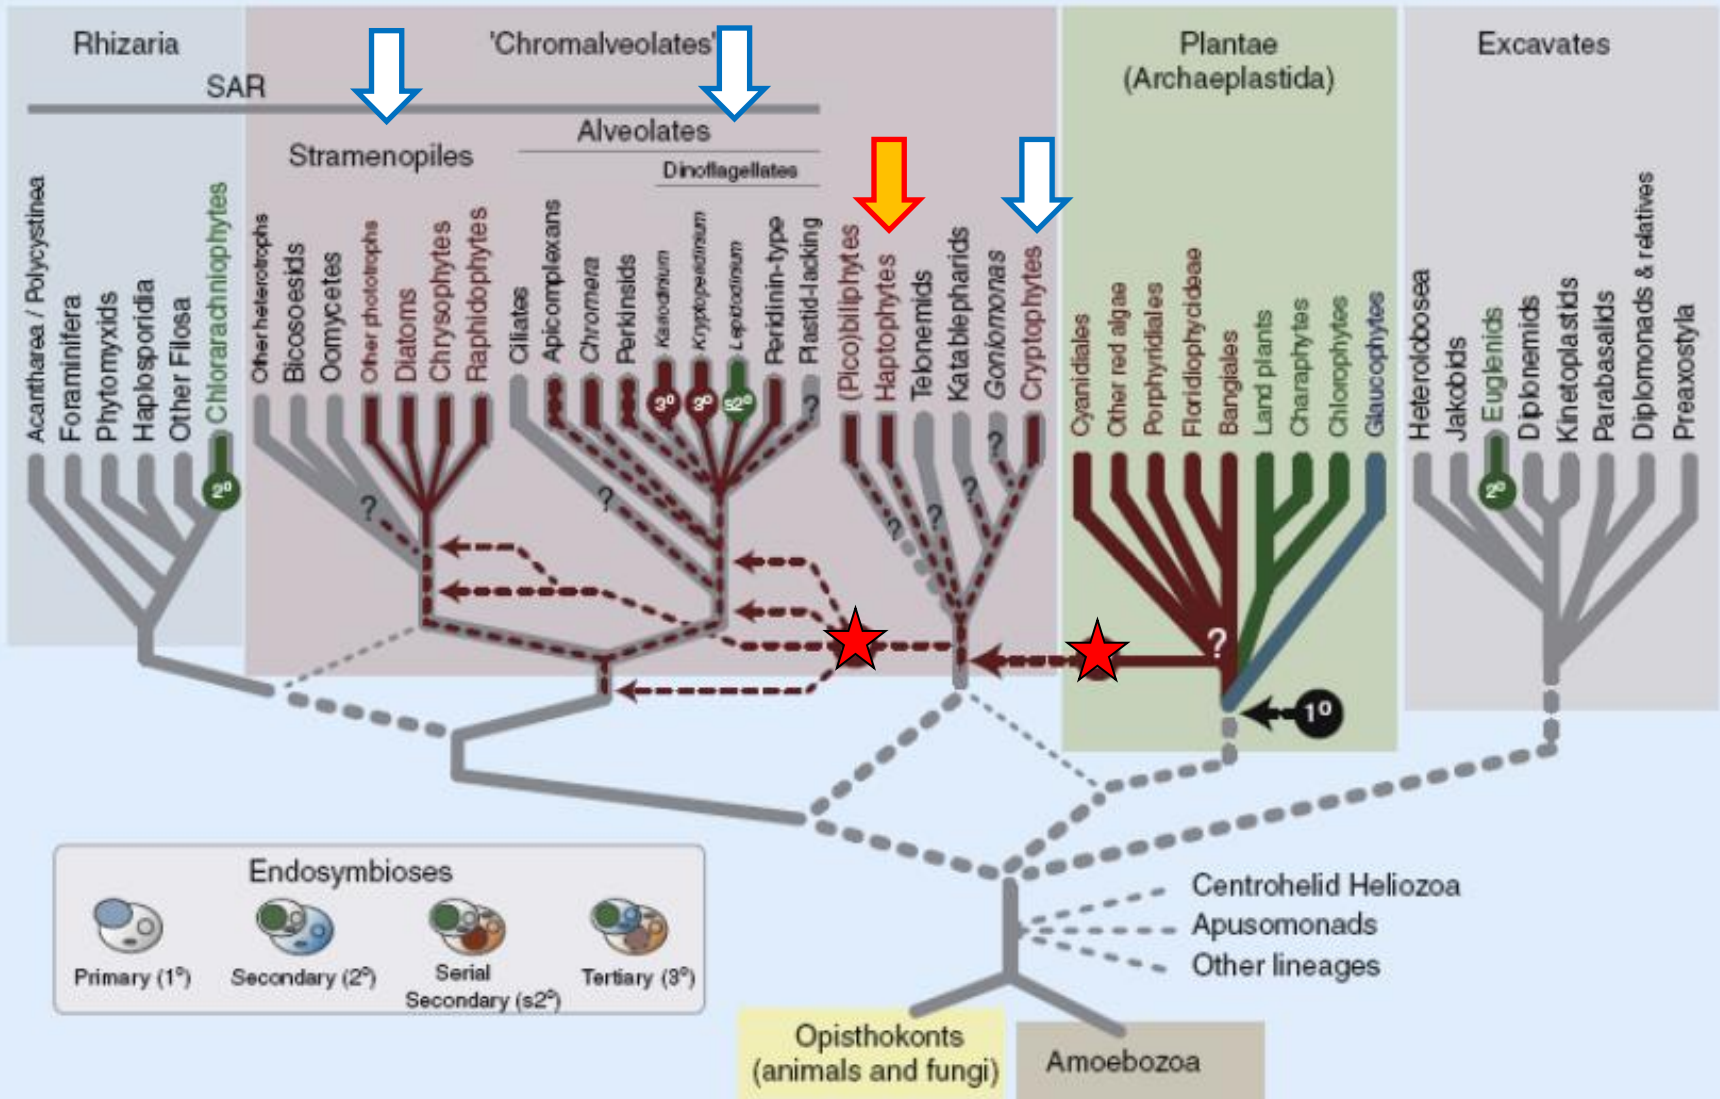 Rhizaria
'Chromalveolates'
Plantae
(Archaeplastida)
Excavates
SAR
Alveolates
Stramenopiles
Dinoflagellates
Acantharea / Polycystinea
Foraminifera
Phytomyxids
Haplosporidia
Other Filosa
Chlorarachniophytes
Other heterotrophs
Bicosoesids
Oomycetes
Other phototrophs
Diatoms
Chrysophytes
Raphidophytes
Ciliates
Apicomplexans
Chromera
Perkinsids
Karlodinium
Kryptoperidinium
Lepidodinium
Peridinin-type
Plastid-lacking
(Pico)biliphytes
Haptophytes
Telonemids
Katablepharids
Goniomonas
Cryptophytes
Cyanidiales
Other red algae
Porphyridiales
Floridiophycideae
Bangiales
Land plants
Charaphytes
Chlorophytes
Glaucophytes
Heterolobosea
Jakobids
Euglenids
Diplonemids
Kinetoplastids
Parabasalids
Diplomonads & relatives
Preaxostyla
3º
3º
s2º
?
2º
?
?
?
?
?
?
2º
?
1º
Endosymbioses
Primary (1º)
Secondary (2º)
Serial
Secondary (s2º)
Tertiary (3º)
Centrohelid Heliozoa
Apusomonads
Other lineages
Opisthokonts
(animals and fungi)
Amoebozoa